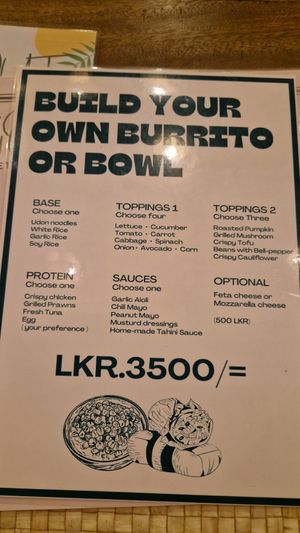 BUILD YOUR
OWN BURRITO
OR BOWL
BASE
Choose one
Udon noodles
White Rice
Garlic Rice
Soy Rice
TOPPINGS 1
Choose four
Lettuce • Cucumber
Tomato • Carrot
Cabbage • Spinach
Onion • Avocado • Corn
TOPPINGS 2
Choose Three
Roasted Pumpkin
Grilled Mushroom
Crispy Tofu
Beans with Bell-pepper
Crispy Cauliflower
PROTEIN
Choose one
Crispy chicken
Grilled Prawns
Fresh Tuna
Egg
(your preference)
SAUCES
Choose one
Garlic Aioli
Chili Mayo
Peanut Mayo
Musturd dressings
Home-made Tahini Sauce
OPTIONAL
Feta cheese or
Mozzarella cheese
(500 LKR)
LKR.3500/=